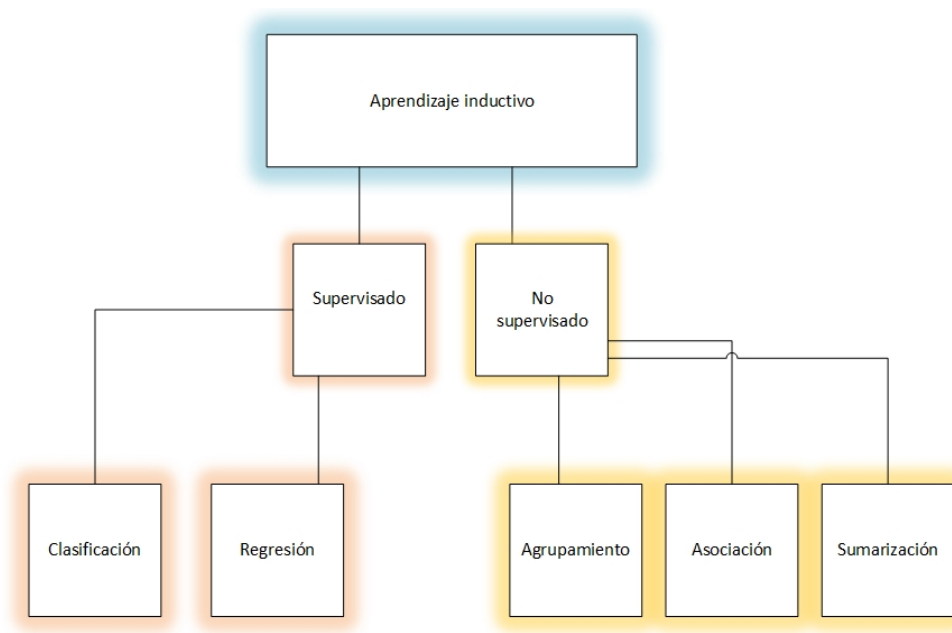 Aprendizaje inductivo
Supervisado
No
supervisado
Clasificación
Regresión
Agrupamiento
Asociación
Sumarización